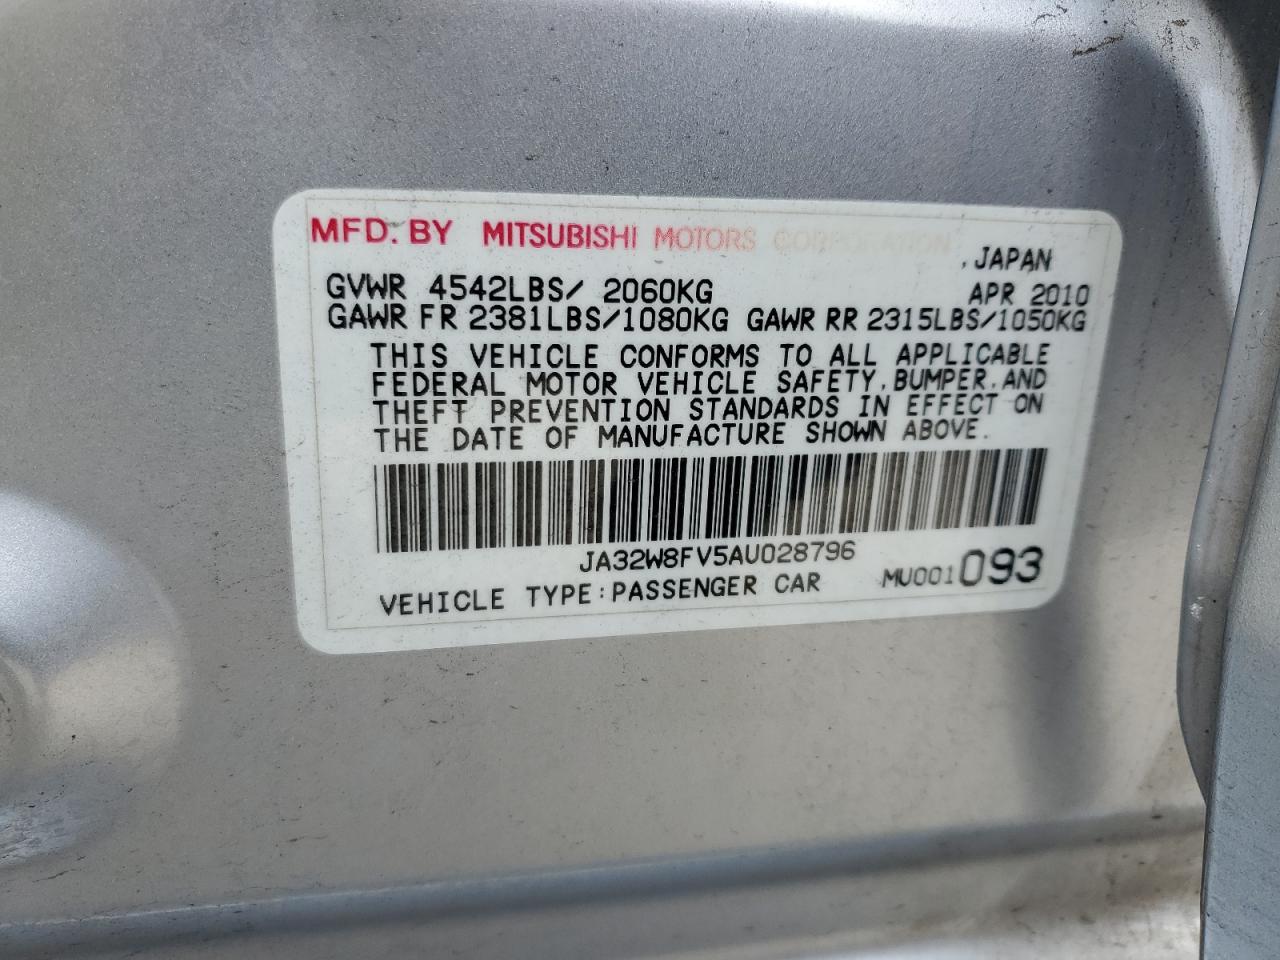 MFD. BY MITSUBISHI MOTORS CORPORATION
, JAPAN
GVWR 4542LBS/ 2060KG APR 2010
GAWR FR 2381LBS/1080KG GAWR RR 2315LBS/1050KG
THIS VEHICLE CONFORMS TO ALL APPLICABLE
FEDERAL MOTOR VEHICLE SAFETY, BUMPER, AND
THEFT PREVENTION STANDARDS IN EFFECT ON
THE DATE OF MANUFACTURE SHOWN ABOVE.
JA32W8FV5AU028796
VEHICLE TYPE:PASSENGER CAR MU001093